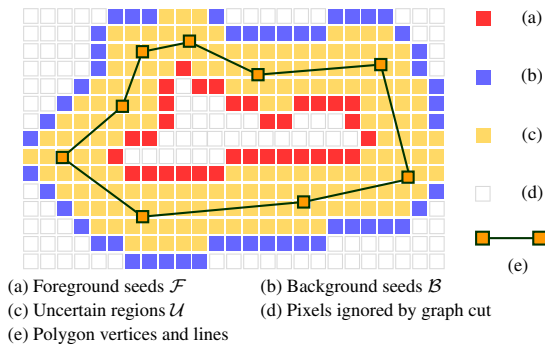 (a)
(b)
(c)
(d)
(e)
(a) Foreground seeds ℱ (b) Background seeds ℬ
(c) Uncertain regions 𝒰 (d) Pixels ignored by graph cut
(e) Polygon vertices and lines